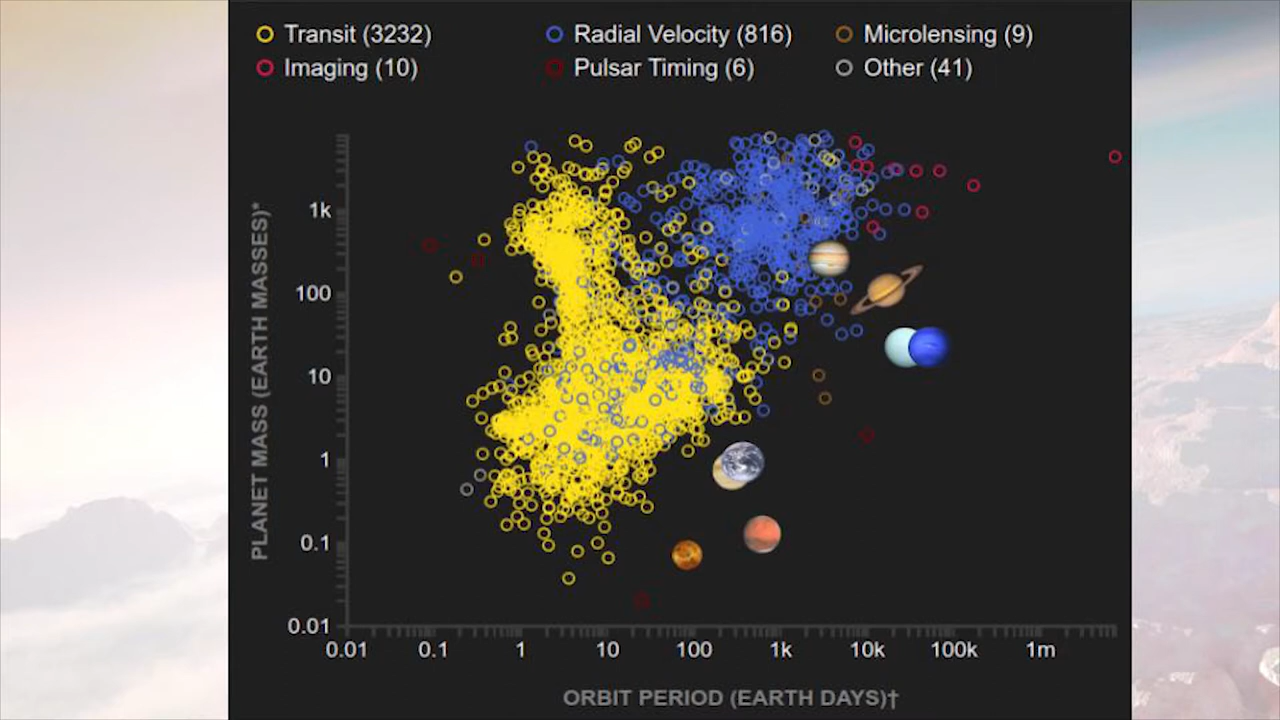 Transit (3232) Radial Velocity (816) Microlensing (9)
Imaging (10) Pulsar Timing (6) Other (41)
PLANET MASS (EARTH MASSES)*
1k
100
10
1
0.1
0.01
0.01 0.1 1 10 100 1k 10k 100k 1m
ORBIT PERIOD (EARTH DAYS)†